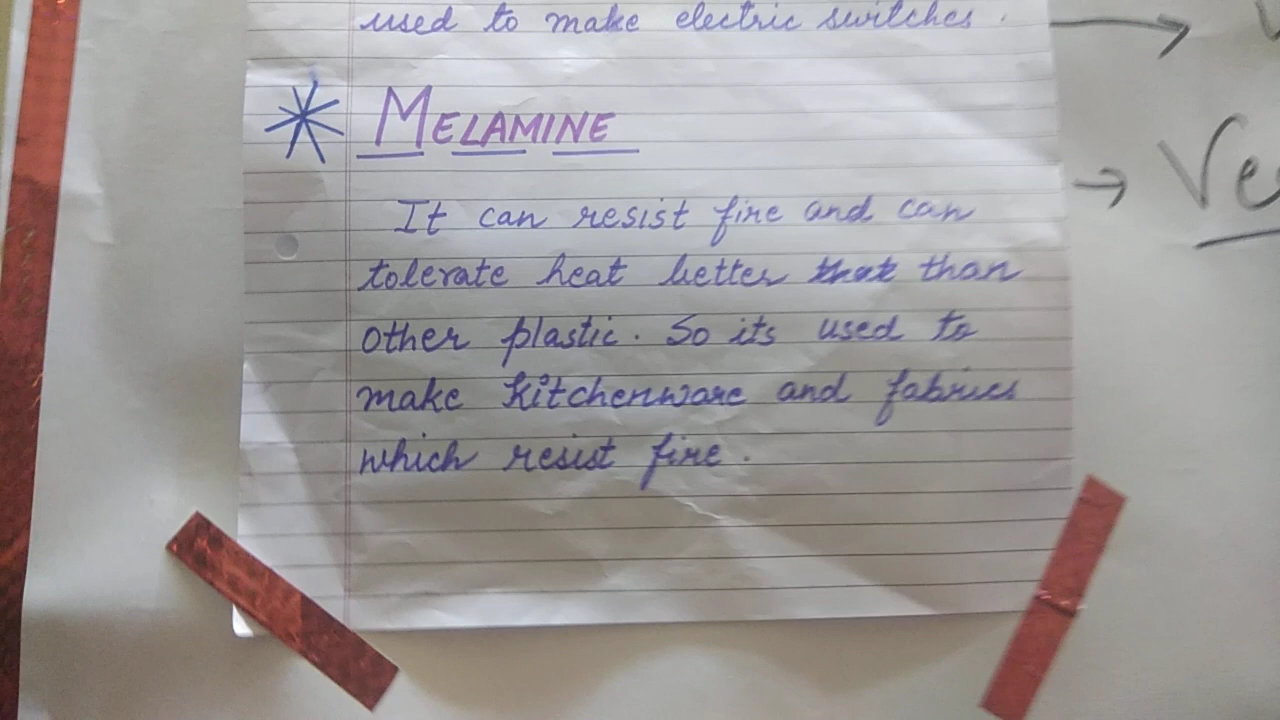 used to make electric switches.
MELAMINE
It can resist fire and can
tolerate heat better that than
other plastic. So its used to
make kitchenware and fabrics
which resist fire.